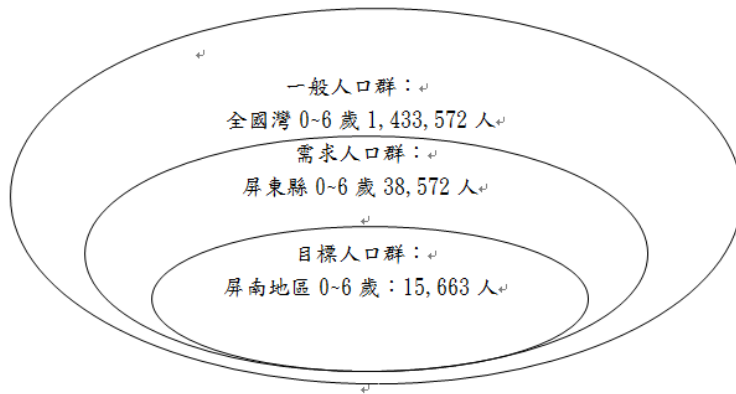 一般人口群：
全國灣 0~6 歲 1,433,572 人
需求人口群：
屏東縣 0~6 歲 38,572 人
目標人口群：
屏南地區 0~6 歲：15,663 人